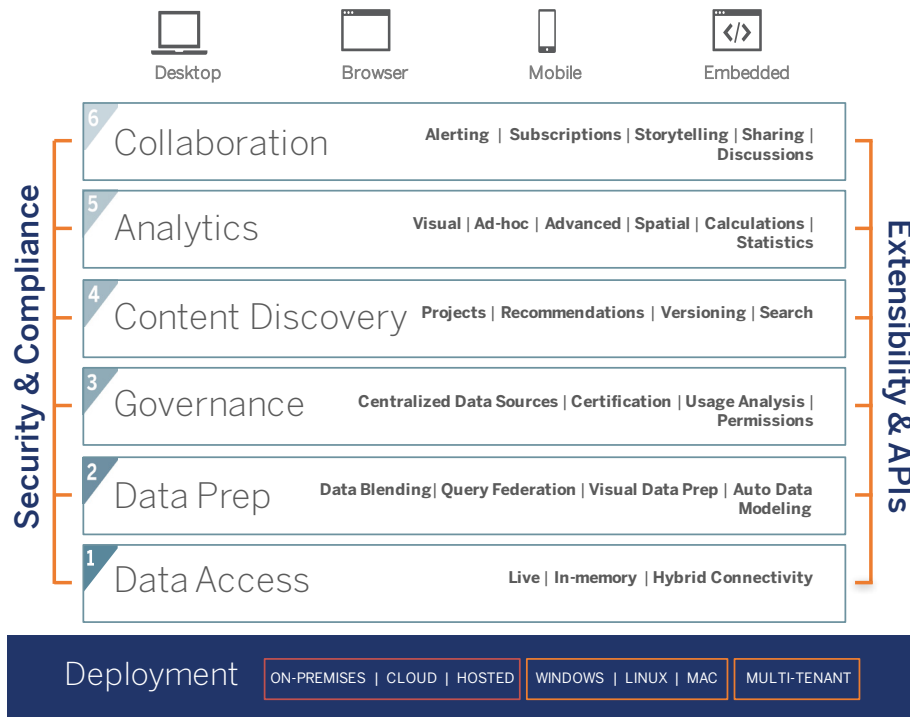 Desktop
Browser
Mobile
Embedded
Security & Compliance
6
Collaboration
Alerting | Subscriptions | Storytelling | Sharing |
Discussions
5
Analytics
Visual | Ad-hoc | Advanced | Spatial | Calculations |
Statistics
4
Content Discovery
Projects | Recommendations | Versioning | Search
3
Governance
Centralized Data Sources | Certification | Usage Analysis |
Permissions
2
Data Prep
Data Blending | Query Federation | Visual Data Prep | Auto Data
Modeling
1
Data Access
Live | In-memory | Hybrid Connectivity
Extensibility & APIs
Deployment
ON-PREMISES | CLOUD | HOSTED
WINDOWS | LINUX | MAC
MULTI-TENANT